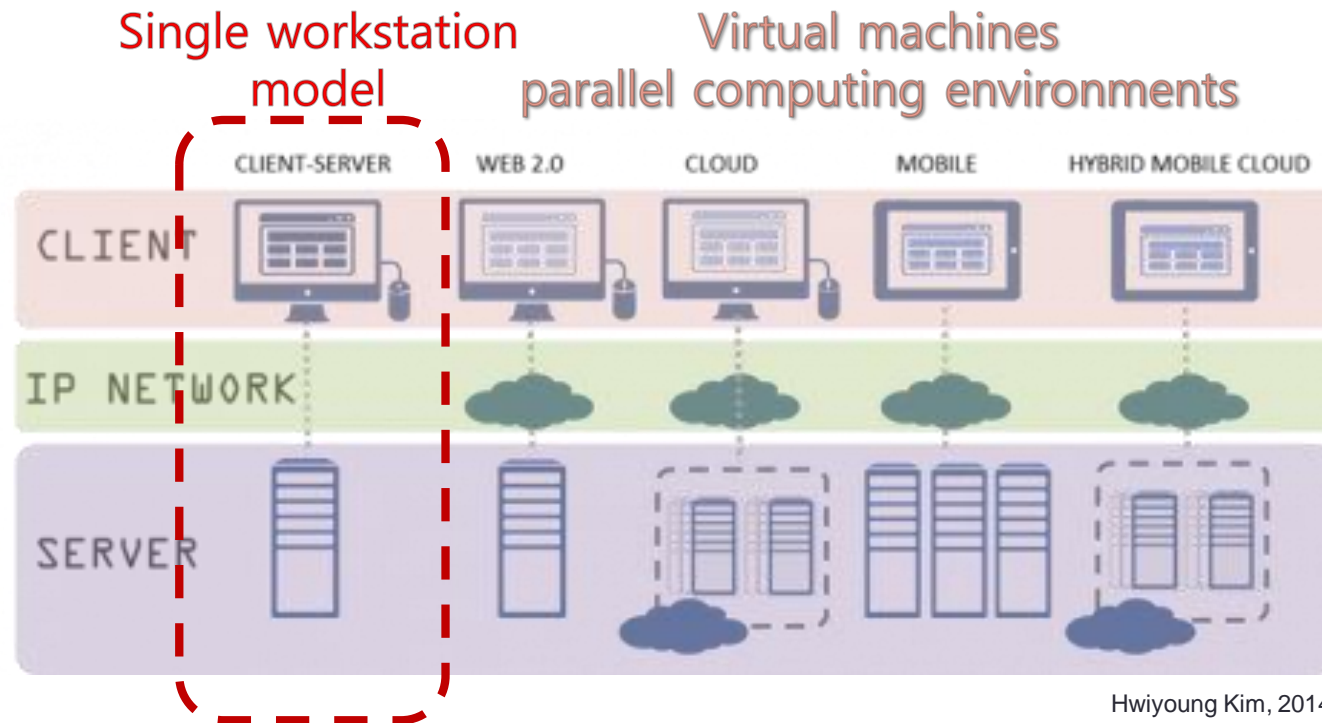 Single workstation
model
Virtual machines
parallel computing environments
CLIENT-SERVER
WEB 2.0
CLOUD
MOBILE
HYBRID MOBILE CLOUD
CLIENT
IP NETWORK
SERVER
Hwiyoung Kim, 2014